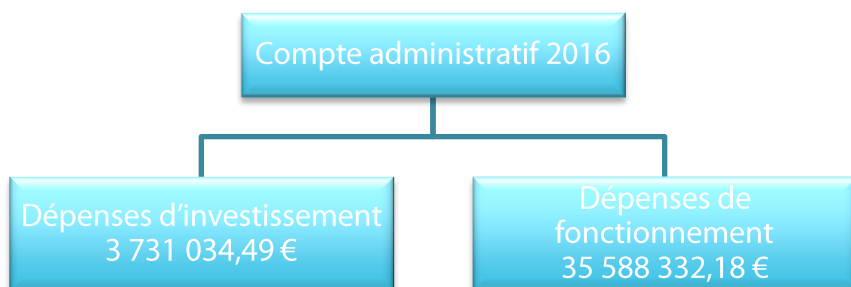 Compte administratif 2016
Dépenses d’investissement
3 731 034,49 €
Dépenses de
fonctionnement
35 588 332,18 €